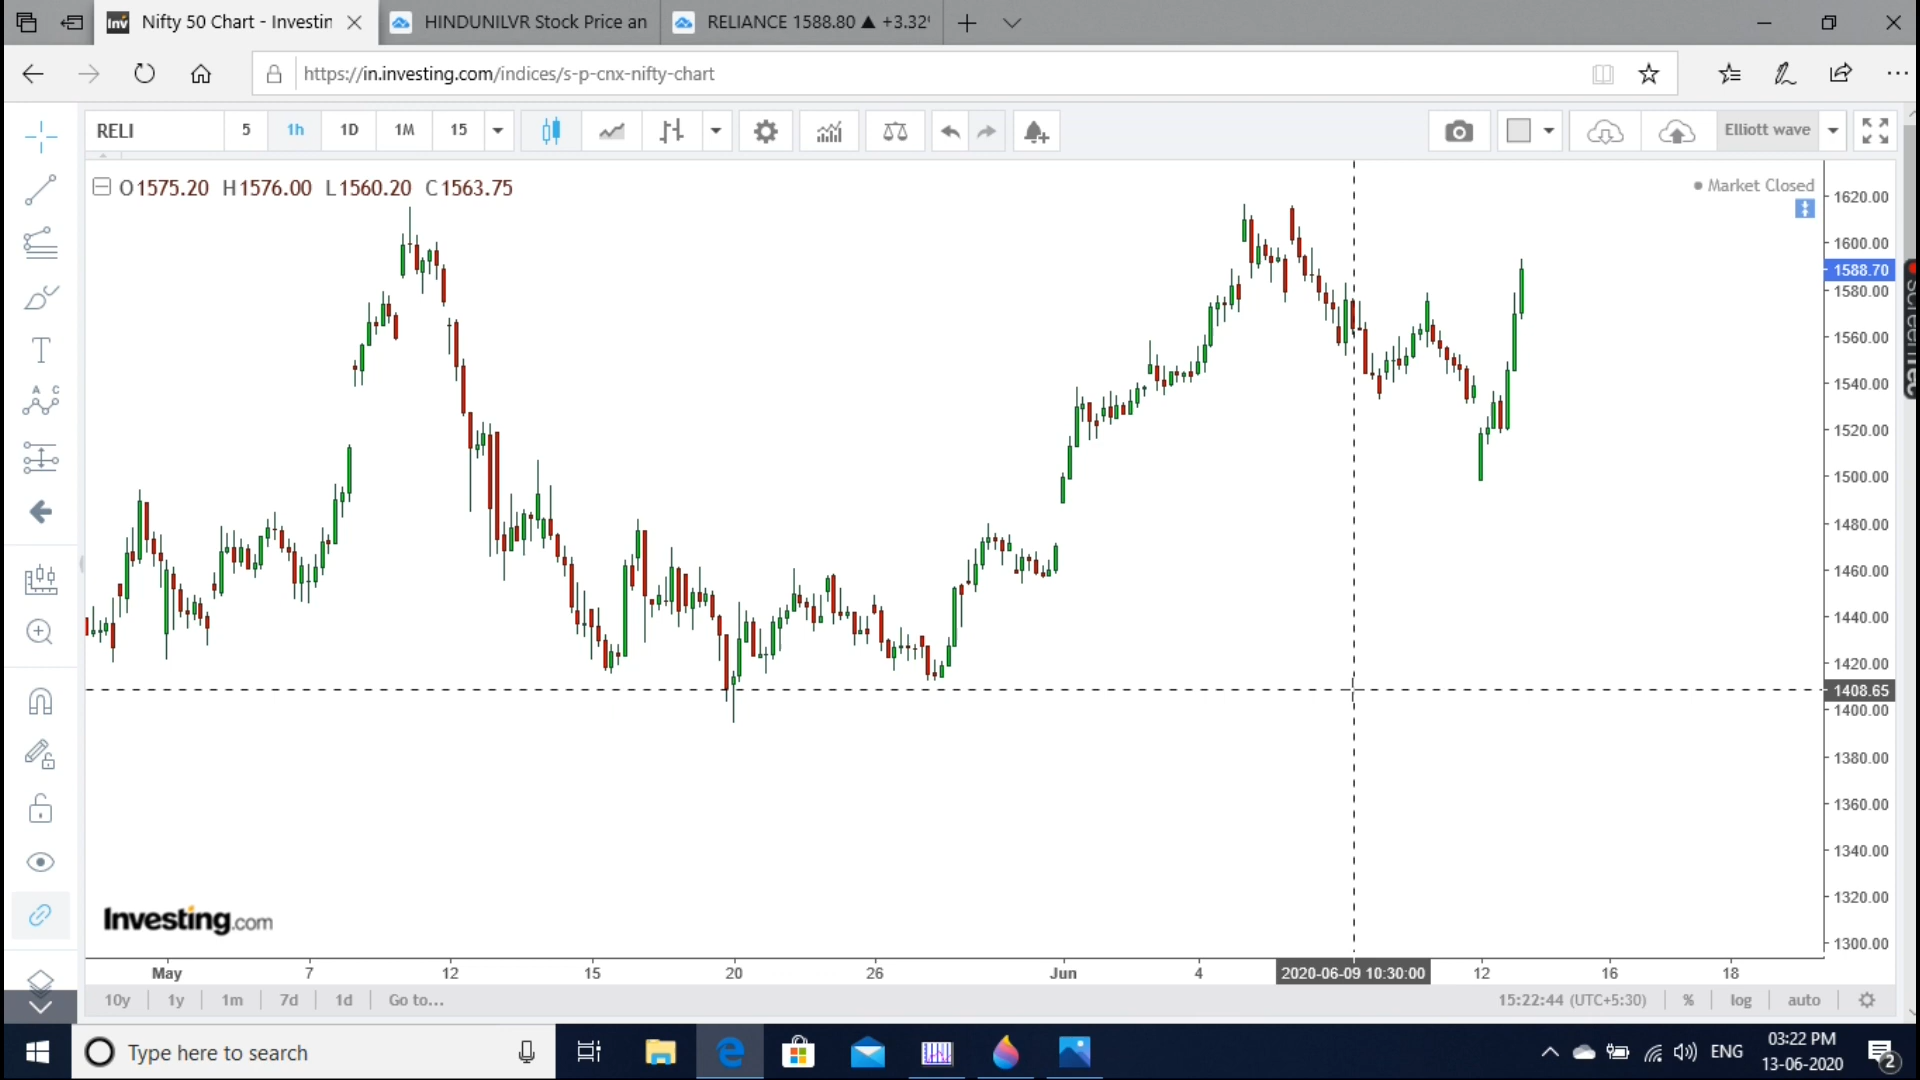 Nifty 50 Chart - Investin
HINDUNILVR Stock Price an
RELIANCE 1588.80 ▲ +3.32%
https://in.investing.com/indices/s-p-cnx-nifty-chart
RELI 5 1h 1D 1M 15 Elliott wave
O1575.20 H1576.00 L1560.20 C1563.75
Market Closed
1620.00
1600.00
1588.70
1580.00
1560.00
1540.00
1520.00
1500.00
1480.00
1460.00
1440.00
1420.00
1408.65
1400.00
1380.00
1360.00
1340.00
1320.00
1300.00
Investing.com
May 7 12 15 20 26 Jun 4 2020-06-09 10:30:00 12 16 18
10y 1y 1m 7d 1d Go to... 15:22:44 (UTC+5:30) % log auto
Type here to search
ENG
03:22 PM
13-06-2020
2